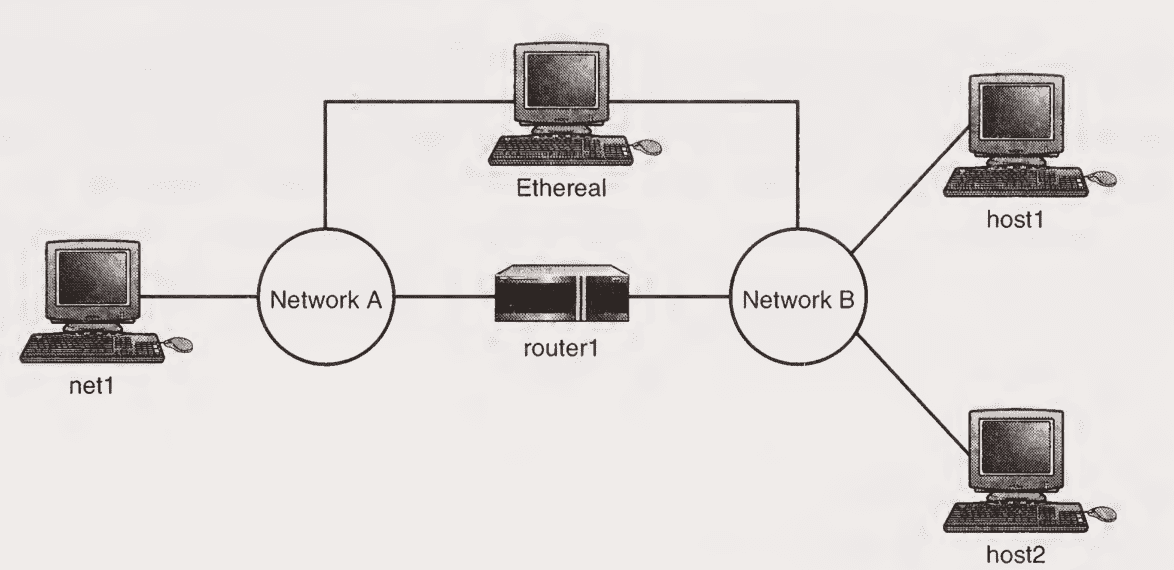 Ethereal
host1
Network A
Network B
router1
net1
host2